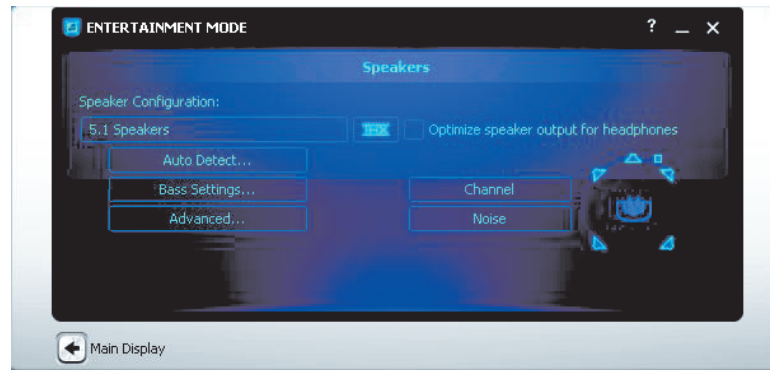 ENTERTAINMENT MODE ? _ ×
Speakers
Speaker Configuration:
5.1 Speakers THX Optimize speaker output for headphones
Auto Detect...
Bass Settings... Channel
Advanced... Noise
Main Display